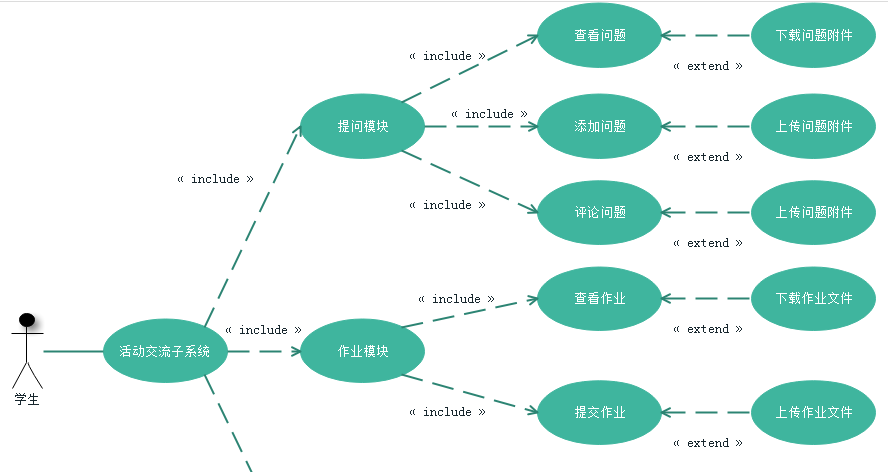 查看问题
下载问题附件
« include »
« extend »
« include »
提问模块
添加问题
上传问题附件
« extend »
« include »
« include »
评论问题
上传问题附件
« extend »
« include »
查看作业
下载作业文件
« include »
« extend »
学生
活动交流子系统
作业模块
« include »
提交作业
上传作业文件
« extend »